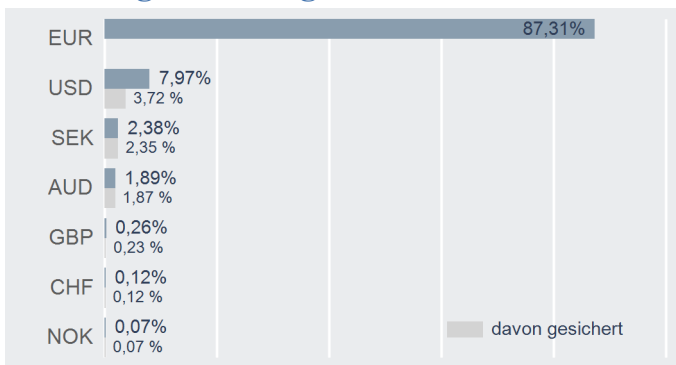 EUR 87,31%
USD 7,97%
3,72 %
SEK 2,38%
2,35 %
AUD 1,89%
1,87 %
GBP 0,26%
0,23 %
CHF 0,12%
0,12 %
NOK 0,07%
0,07 %
davon gesichert